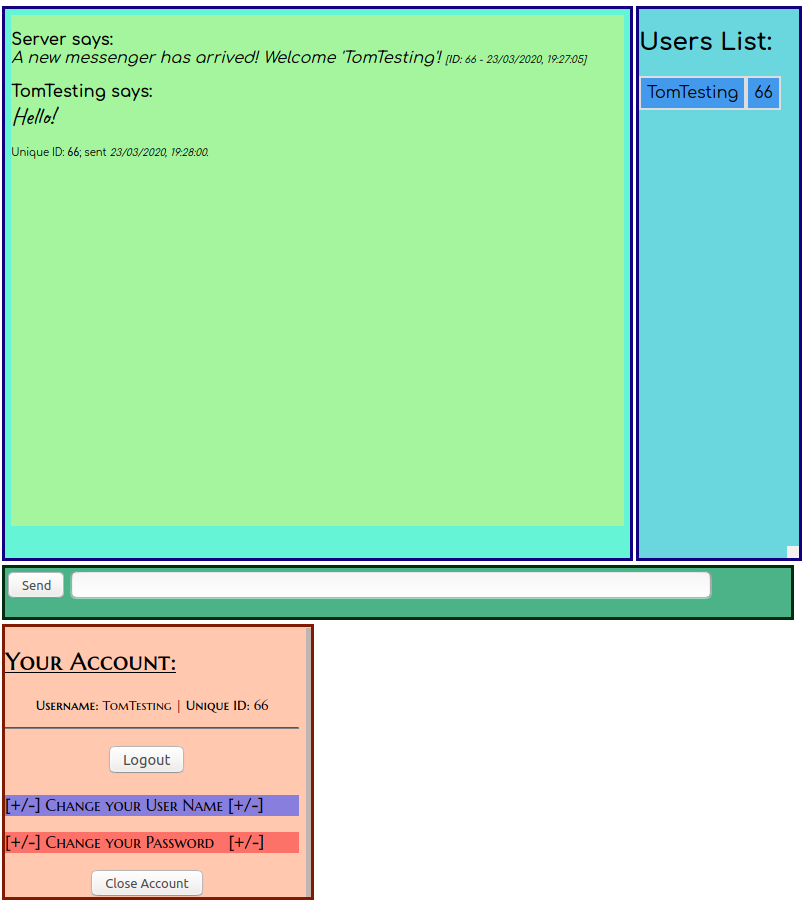 Server says:
A new messenger has arrived! Welcome 'TomTesting'! [ID: 66 - 23/03/2020, 19:27:05]
TomTesting says:
Hello!
Unique ID: 66; sent 23/03/2020, 19:28:00.
Users List:
TomTesting 66
Send
Your Account:
Username: TomTesting | Unique ID: 66
Logout
[+/-] Change your User Name [+/-]
[+/-] Change your Password [+/-]
Close Account